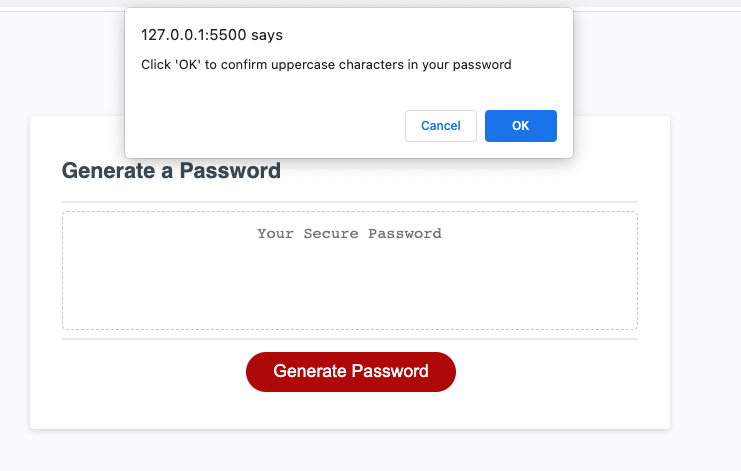 127.0.0.1:5500 says
Click 'OK' to confirm uppercase characters in your password
Cancel OK
Generate a Password
Your Secure Password
Generate Password